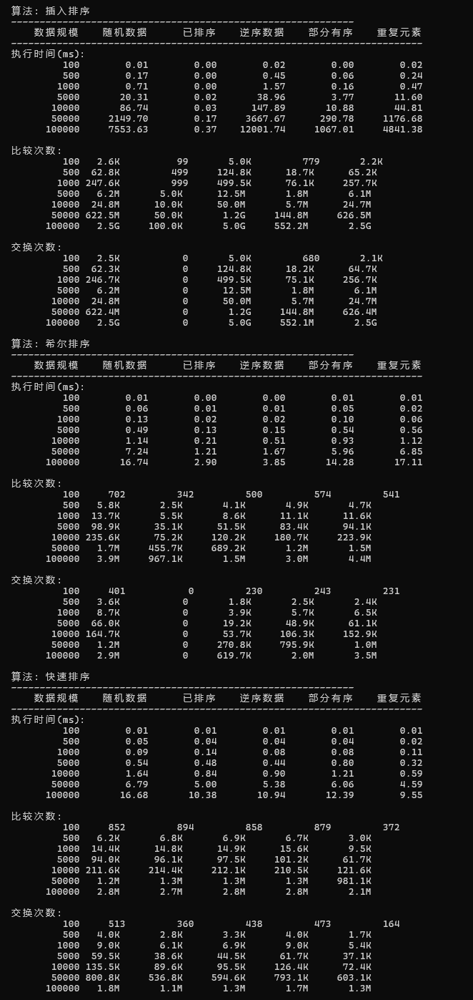 算法: 插入排序
------------------------------------------------------------
数据规模 随机数据 已排序 逆序数据 部分有序 重复元素
------------------------------------------------------------------------
执行时间(ms):
100 0.01 0.00 0.02 0.00 0.02
500 0.17 0.00 0.45 0.06 0.24
1000 0.71 0.00 1.57 0.16 0.47
5000 20.31 0.02 38.96 3.77 11.60
10000 86.74 0.03 147.89 10.88 44.81
50000 2149.70 0.17 3667.67 290.78 1176.68
100000 7553.63 0.37 12001.74 1067.01 4841.38
比较次数:
100 2.6K 99 5.0K 779 2.2K
500 62.8K 499 124.8K 18.7K 65.2K
1000 247.6K 999 499.5K 76.1K 257.7K
5000 6.2M 5.0K 12.5M 1.8M 6.1M
10000 24.8M 10.0K 50.0M 5.7M 24.7M
50000 622.5M 50.0K 1.2G 144.8M 626.5M
100000 2.5G 100.0K 5.0G 552.2M 2.5G
交换次数:
100 2.5K 0 5.0K 680 2.1K
500 62.3K 0 124.8K 18.2K 64.7K
1000 246.7K 0 499.5K 75.1K 256.7K
5000 6.2M 0 12.5M 1.8M 6.1M
10000 24.8M 0 50.0M 5.7M 24.7M
50000 622.4M 0 1.2G 144.8M 626.4M
100000 2.5G 0 5.0G 552.1M 2.5G
算法: 希尔排序
------------------------------------------------------------
数据规模 随机数据 已排序 逆序数据 部分有序 重复元素
------------------------------------------------------------------------
执行时间(ms):
100 0.01 0.00 0.00 0.01 0.01
500 0.06 0.01 0.01 0.05 0.02
1000 0.13 0.02 0.02 0.10 0.06
5000 0.49 0.13 0.15 0.54 0.56
10000 1.14 0.21 0.51 0.93 1.12
50000 7.24 1.21 1.67 5.96 6.85
100000 16.74 2.90 3.85 14.28 17.11
比较次数:
100 702 342 500 574 541
500 5.8K 2.5K 4.1K 4.9K 4.7K
1000 13.7K 5.5K 8.6K 11.1K 11.6K
5000 98.9K 35.1K 51.5K 83.4K 94.1K
10000 235.6K 75.2K 120.2K 180.7K 223.9K
50000 1.7M 455.7K 689.2K 1.2M 1.5M
100000 3.9M 967.1K 1.5M 3.0M 4.4M
交换次数:
100 401 0 230 243 231
500 3.6K 0 1.8K 2.5K 2.4K
1000 8.7K 0 3.9K 5.7K 6.5K
5000 66.0K 0 19.2K 48.9K 61.1K
10000 164.7K 0 53.7K 106.3K 152.9K
50000 1.2M 0 270.8K 795.9K 1.0M
100000 2.9M 0 619.7K 2.0M 3.5M
算法: 快速排序
------------------------------------------------------------
数据规模 随机数据 已排序 逆序数据 部分有序 重复元素
------------------------------------------------------------------------
执行时间(ms):
100 0.01 0.01 0.01 0.01 0.01
500 0.05 0.04 0.04 0.04 0.02
1000 0.09 0.14 0.08 0.08 0.11
5000 0.54 0.48 0.44 0.80 0.32
10000 1.64 0.84 0.90 1.21 0.59
50000 6.79 5.00 5.38 6.06 4.59
100000 16.68 10.38 10.94 12.39 9.55
比较次数:
100 852 894 858 879 372
500 6.2K 6.8K 6.9K 6.7K 3.0K
1000 14.4K 14.8K 14.9K 15.6K 9.5K
5000 94.0K 96.1K 97.5K 101.2K 61.7K
10000 211.6K 214.4K 212.1K 210.5K 121.6K
50000 1.2M 1.3M 1.3M 1.3M 981.1K
100000 2.8M 2.7M 2.8M 2.8M 2.1M
交换次数:
100 513 360 438 473 164
500 4.0K 2.8K 3.3K 4.0K 1.7K
1000 9.0K 6.1K 6.9K 9.0K 5.4K
5000 59.5K 38.6K 44.5K 61.7K 37.1K
10000 135.5K 89.6K 95.5K 126.4K 72.4K
50000 800.8K 536.8K 594.6K 793.1K 603.1K
100000 1.8M 1.1M 1.3M 1.7M 1.3M